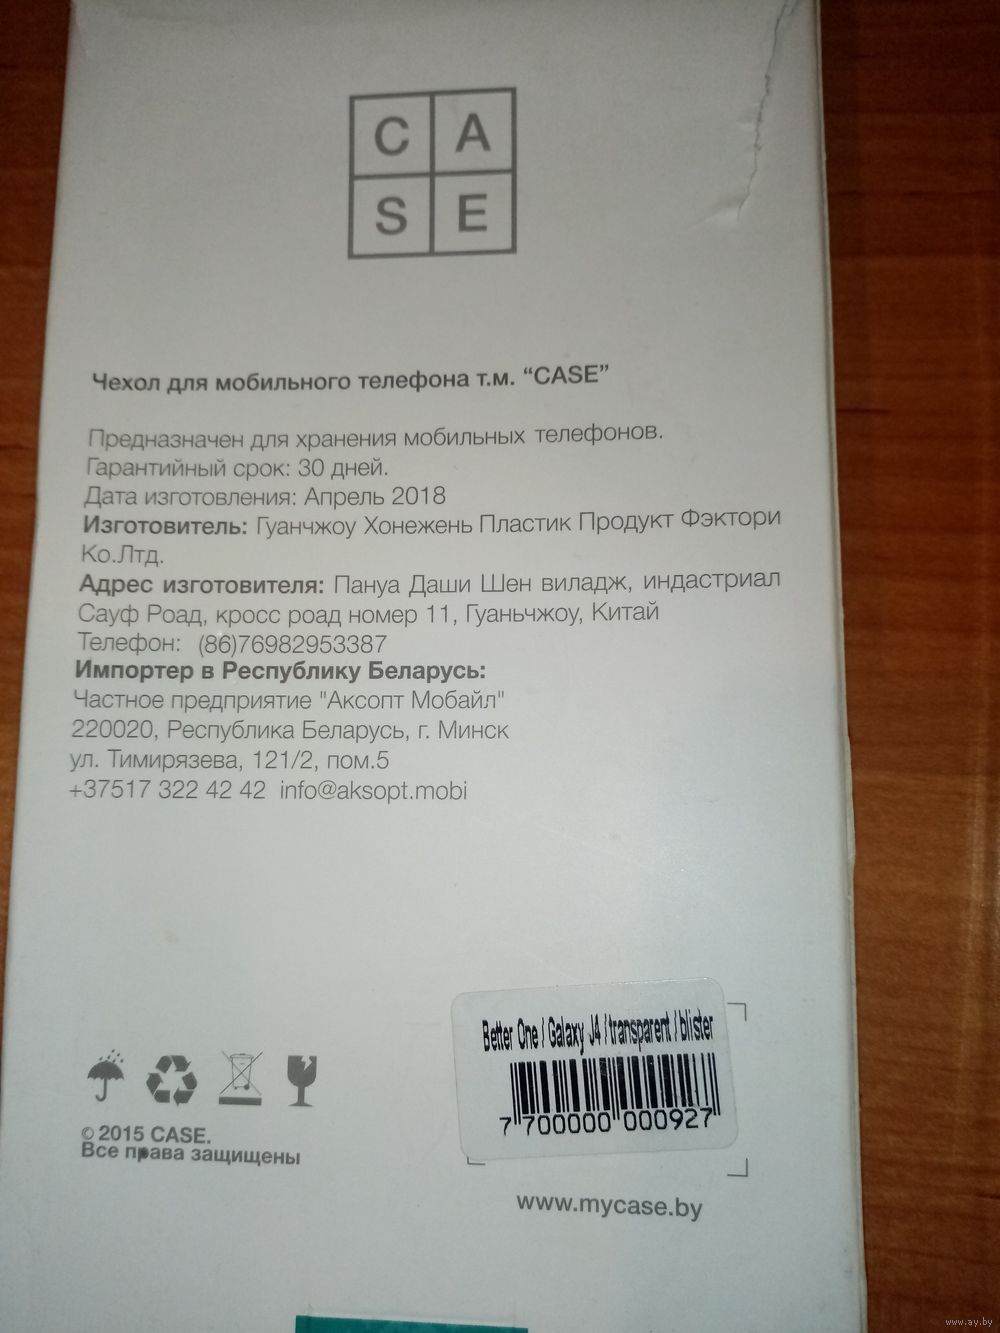 C A
S E
Чехол для мобильного телефона т.м. “CASE”
Предназначен для хранения мобильных телефонов.
Гарантийный срок: 30 дней.
Дата изготовления: Апрель 2018
Изготовитель: Гуанчжоу Хонежень Пластик Продукт Фэктори
Ко.Лтд.
Адрес изготовителя: Пануа Даши Шен виладж, индастриал
Сауф Роад, кросс роад номер 11, Гуаньчжоу, Китай
Телефон: (86)76982953387
Импортер в Республику Беларусь:
Частное предприятие "Аксопт Мобайл"
220020, Республика Беларусь, г. Минск
ул. Тимирязева, 121/2, пом.5
+37517 322 42 42 info@aksopt.mobi
Better One / Galaxy J4 / transparent / blister
7 700000 000927
© 2015 CASE.
Все права защищены
www.mycase.by
www.ay.by